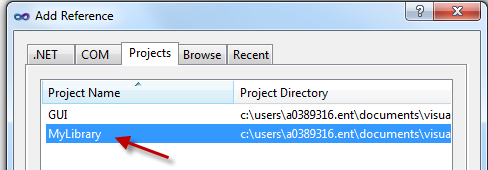 Add Reference
.NET COM Projects Browse Recent
Project Name Project Directory
GUI c:\users\a0389316.ent\documents\visua
MyLibrary c:\users\a0389316.ent\documents\visua